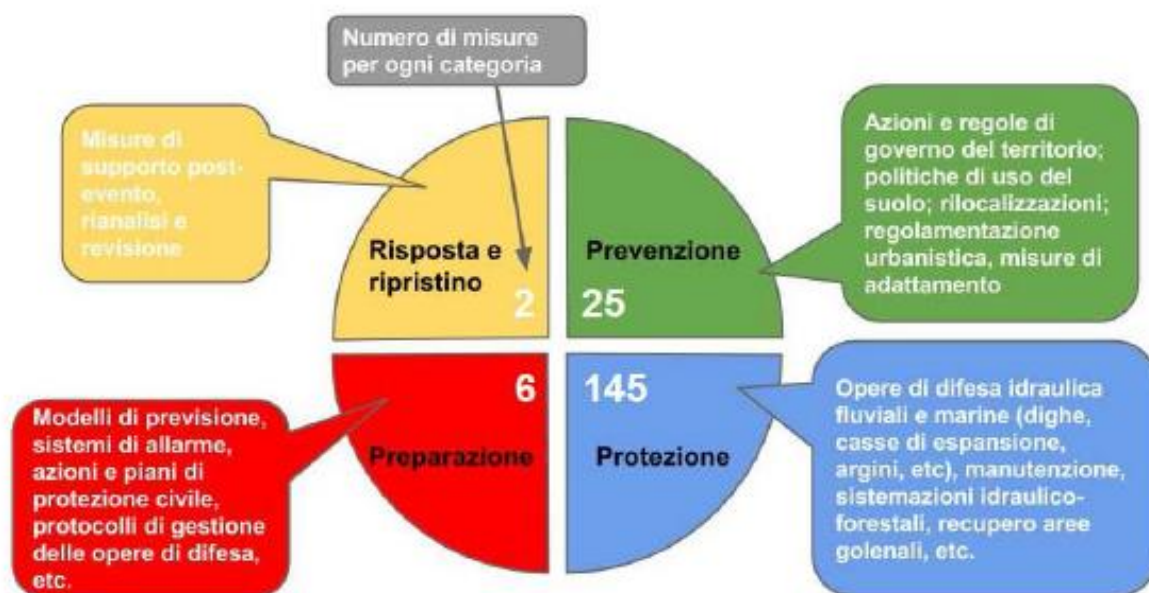 Numero di misure
per ogni categoria
Misure di
supporto post-
evento,
rianalisi e
revisione
Risposta e
ripristino
2
Prevenzione
25
Azioni e regole di
governo del territorio;
politiche di uso del
suolo; rilocalizzazioni;
regolamentazione
urbanistica, misure di
adattamento
Modelli di previsione,
sistemi di allarme,
azioni e piani di
protezione civile,
protocolli di gestione
delle opere di difesa,
etc.
6
Preparazione
145
Protezione
Opere di difesa idraulica
fluviali e marine (dighe,
casse di espansione,
argini, etc), manutenzione,
sistemazioni idraulico-
forestali, recupero aree
golenali, etc.